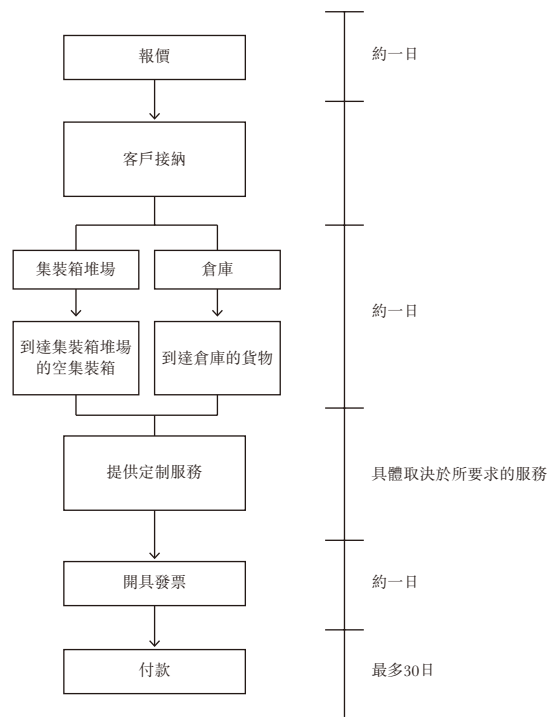 報價
約一日
客戶接納
集裝箱堆場
倉庫
約一日
到達集裝箱堆場
的空集裝箱
到達倉庫的貨物
提供定制服務
具體取決於所要求的服務
開具發票
約一日
付款
最多30日